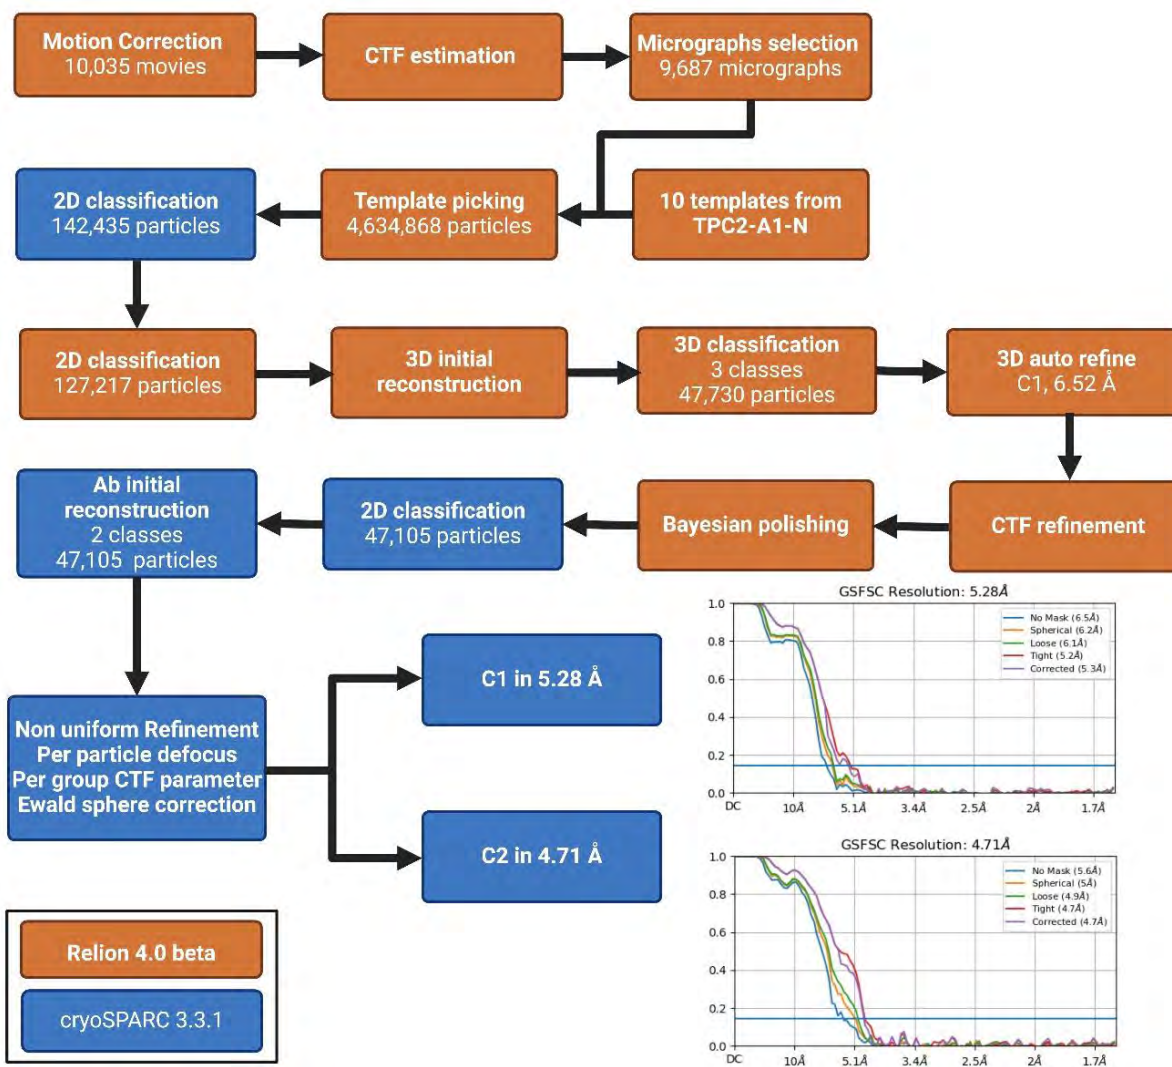 Motion Correction
10,035 movies
CTF estimation
Micrographs selection
9,687 micrographs
2D classification
142,435 particles
Template picking
4,634,868 particles
10 templates from
TPC2-A1-N
2D classification
127,217 particles
3D initial
reconstruction
3D classification
3 classes
47,730 particles
3D auto refine
C1, 6.52 Å
Ab initial
reconstruction
2 classes
47,105 particles
2D classification
47,105 particles
Bayesian polishing
CTF refinement
Non uniform Refinement
Per particle defocus
Per group CTF parameter
Ewald sphere correction
C1 in 5.28 Å
C2 in 4.71 Å
GSFSC Resolution: 5.28Å
1.0
0.8
0.6
0.4
0.2
0.0
No Mask (6.5Å)
Spherical (6.2Å)
Loose (6.1Å)
Tight (5.2Å)
Corrected (5.3Å)
DC 10Å 5.1Å 3.4Å 2.5Å 2Å 1.7Å
GSFSC Resolution: 4.71Å
1.0
0.8
0.6
0.4
0.2
0.0
No Mask (5.6Å)
Spherical (5Å)
Loose (4.9Å)
Tight (4.7Å)
Corrected (4.7Å)
DC 10Å 5.1Å 3.4Å 2.5Å 2Å 1.7Å
Relion 4.0 beta
cryoSPARC 3.3.1